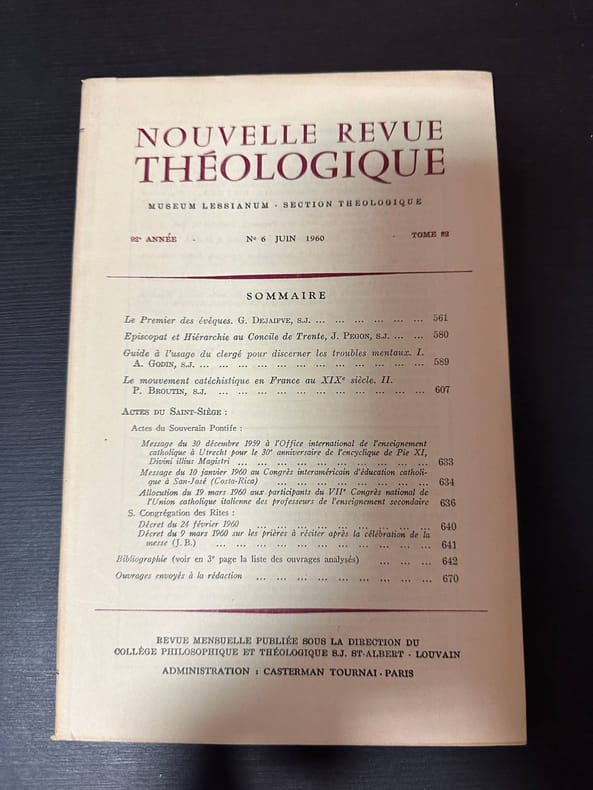 NOUVELLE REVUE
THÉOLOGIQUE
MUSEUM LESSIANUM · SECTION THEOLOGIQUE
92e ANNÉE · No 6 JUIN 1960 · TOME 82
SOMMAIRE
Le Premier des évêques. G. DEJAIFVE, S.J. ... ... ... ... ... ... 561
Episcopat et Hiérarchie au Concile de Trente, J. PEGON, S.J. ... ... 580
Guide à l'usage du clergé pour discerner les troubles mentaux. I.
A. GODIN, S.J. ... ... ... ... ... ... ... ... ... ... ... 589
Le mouvement catéchistique en France au XIXe siècle. II.
P. BROUTIN, S.J. ... ... ... ... ... ... ... ... ... ... 607
ACTES DU SAINT-SIÈGE :
Actes du Souverain Pontife :
Message du 30 décembre 1959 à l'Office international de l'enseignement
catholique à Utrecht pour le 30e anniversaire de l'encyclique de Pie XI,
Divini illius Magistri ... ... ... ... ... ... ... ... ... 633
Message du 10 janvier 1960 au Congrès interaméricain d'éducation catholi-
que à San-José (Costa-Rica) ... ... ... ... ... ... ... ... 634
Allocution du 19 mars 1960 aux participants du VIIe Congrès national de
l'Union catholique italienne des professeurs de l'enseignement secondaire 636
S. Congrégation des Rites :
Décret du 24 février 1960 ... ... ... ... ... ... ... ... 640
Décret du 9 mars 1960 sur les prières à réciter après la célébration de la
messe (J. B.) ... ... ... ... ... ... ... ... ... ... 641
Bibliographie (voir en 3e page la liste des ouvrages analysés) ... ... ... 642
Ouvrages envoyés à la rédaction ... ... ... ... ... ... ... ... 670
REVUE MENSUELLE PUBLIÉE SOUS LA DIRECTION DU
COLLÈGE PHILOSOPHIQUE ET THÉOLOGIQUE S.J. ST-ALBERT · LOUVAIN
ADMINISTRATION : CASTERMAN TOURNAI · PARIS